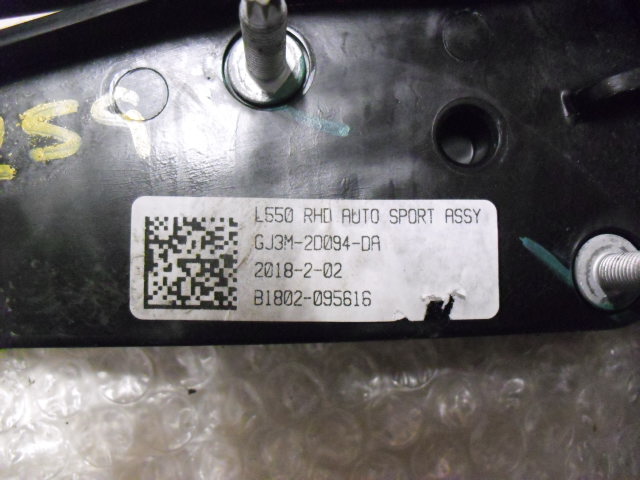 L550 RHD AUTO SPORT ASSY
GJ3M-2D094-DA
2018-2-02
B1802-095616